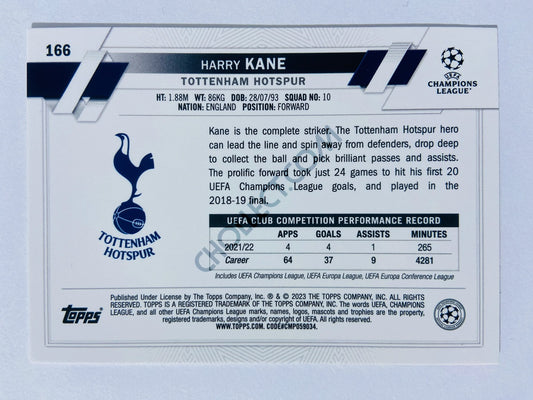 166
HARRY KANE
TOTTENHAM HOTSPUR
HT: 1.88M WT: 86KG DOB: 28/07/93 SQUAD NO: 10
NATION: ENGLAND POSITION: FORWARD
UEFA
CHAMPIONS
LEAGUE
Kane is the complete striker. The Tottenham Hotspur hero
can lead the line and spin away from defenders, drop deep
to collect the ball and pick brilliant passes and assists.
The prolific forward took just 24 games to hit his first 20
UEFA Champions League goals, and played in the
2018-19 final.
TOTTENHAM
HOTSPUR
UEFA CLUB COMPETITION PERFORMANCE RECORD
APPS GOALS ASSISTS MINUTES
2021/22 4 4 1 265
Career 64 37 9 4281
Includes UEFA Champions League, UEFA Europa League, UEFA Europa Conference League
CHOLLECT.COM
Published Under License by The Topps Company, Inc. ® & © 2023 THE TOPPS COMPANY, INC. ALL RIGHTS
RESERVED. TOPPS IS A REGISTERED TRADEMARK OF THE TOPPS COMPANY, INC. The words UEFA, CHAMPIONS
LEAGUE, and all other UEFA Champions League marks, names, logos, mascots and trophies are the property,
registered trademarks, designs and/or copyright of UEFA. All rights reserved.
WWW.TOPPS.COM. CODE#CMP059034.
Topps